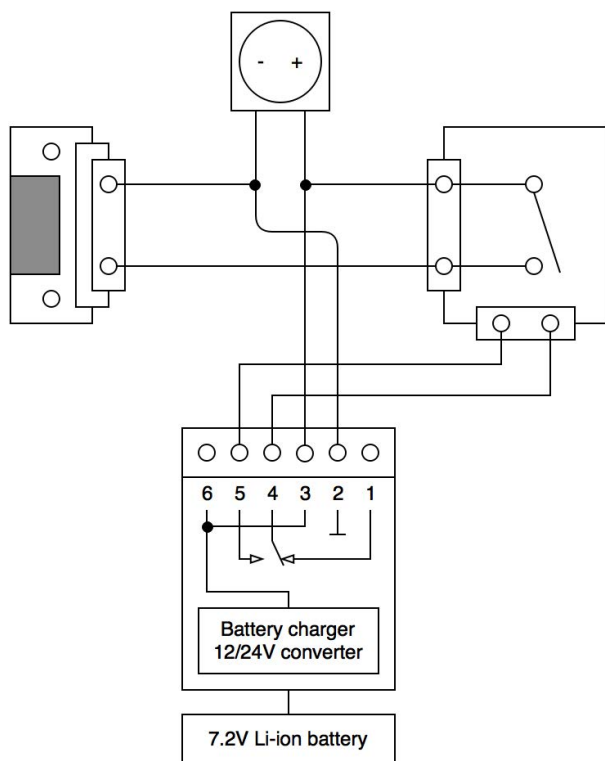 - +
6 5 4 3 2 1
Battery charger
12/24V converter
7.2V Li-ion battery